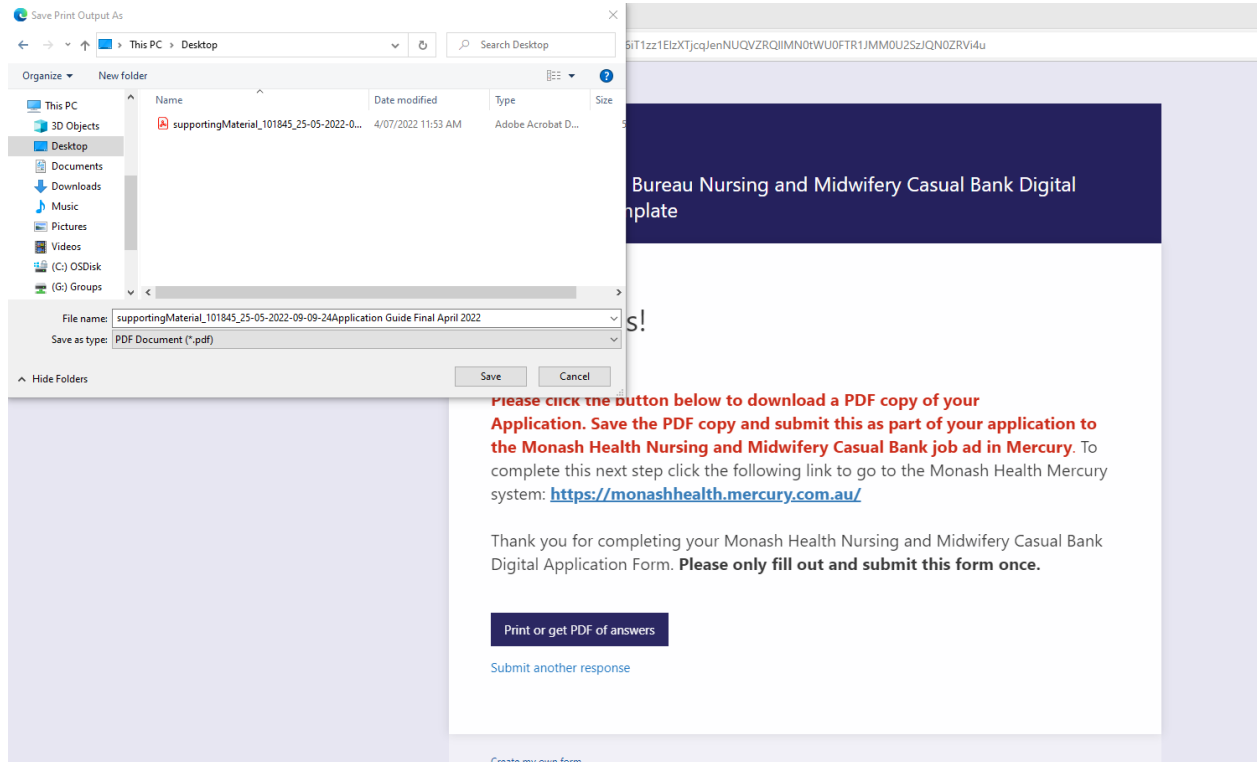 Save Print Output As
This PC > Desktop
Search Desktop
Organize
New folder
Name
Date modified
Type
Size
This PC
3D Objects
Desktop
Documents
Downloads
Music
Pictures
Videos
(C:) OSDisk
(G:) Groups
supportingMaterial_101845_25-05-2022-0...
4/07/2022 11:53 AM
Adobe Acrobat D...
5
File name: supportingMaterial_101845_25-05-2022-09-09-24Application Guide Final April 2022
Save as type: PDF Document (*.pdf)
Hide Folders
Save
Cancel
Bureau Nursing and Midwifery Casual Bank Digital
s!
Please click the button below to download a PDF copy of your
Application. Save the PDF copy and submit this as part of your application to
the Monash Health Nursing and Midwifery Casual Bank job ad in Mercury. To
complete this next step click the following link to go to the Monash Health Mercury
system: https://monashhealth.mercury.com.au/
Thank you for completing your Monash Health Nursing and Midwifery Casual Bank
Digital Application Form. Please only fill out and submit this form once.
Print or get PDF of answers
Submit another response
Create my own form